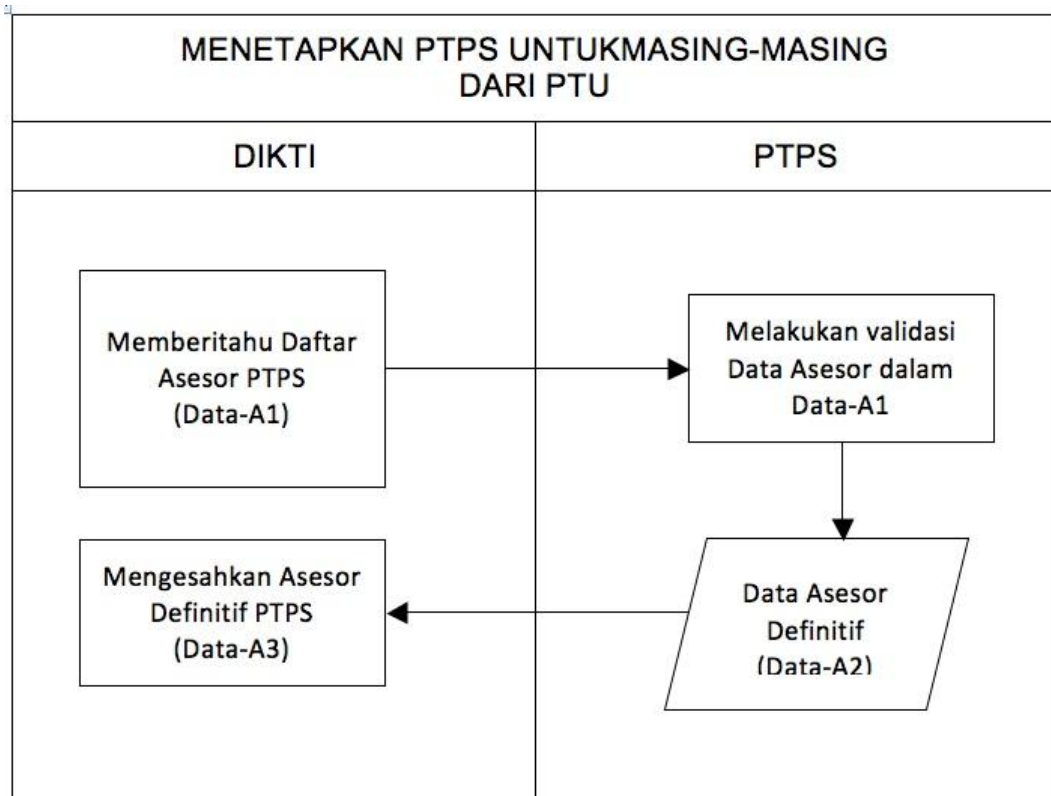 MENETAPKAN PTPS UNTUKMASING-MASING
DARI PTU
DIKTI
PTPS
Memberitahu Daftar
Asesor PTPS
(Data-A1)
Melakukan validasi
Data Asesor dalam
Data-A1
Mengesahkan Asesor
Definitif PTPS
(Data-A3)
Data Asesor
Definitif
(Data-A2)